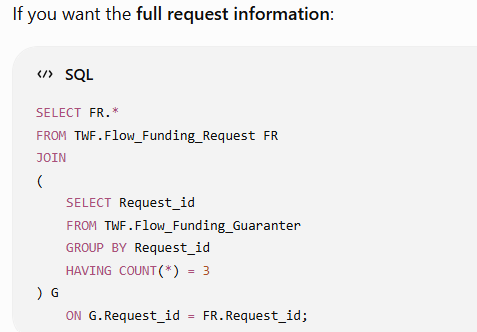 If you want the full request information:
</> SQL
SELECT FR.*
FROM TWF.Flow_Funding_Request FR
JOIN
(
    SELECT Request_id
    FROM TWF.Flow_Funding_Guaranter
    GROUP BY Request_id
    HAVING COUNT(*) = 3
) G
    ON G.Request_id = FR.Request_id;